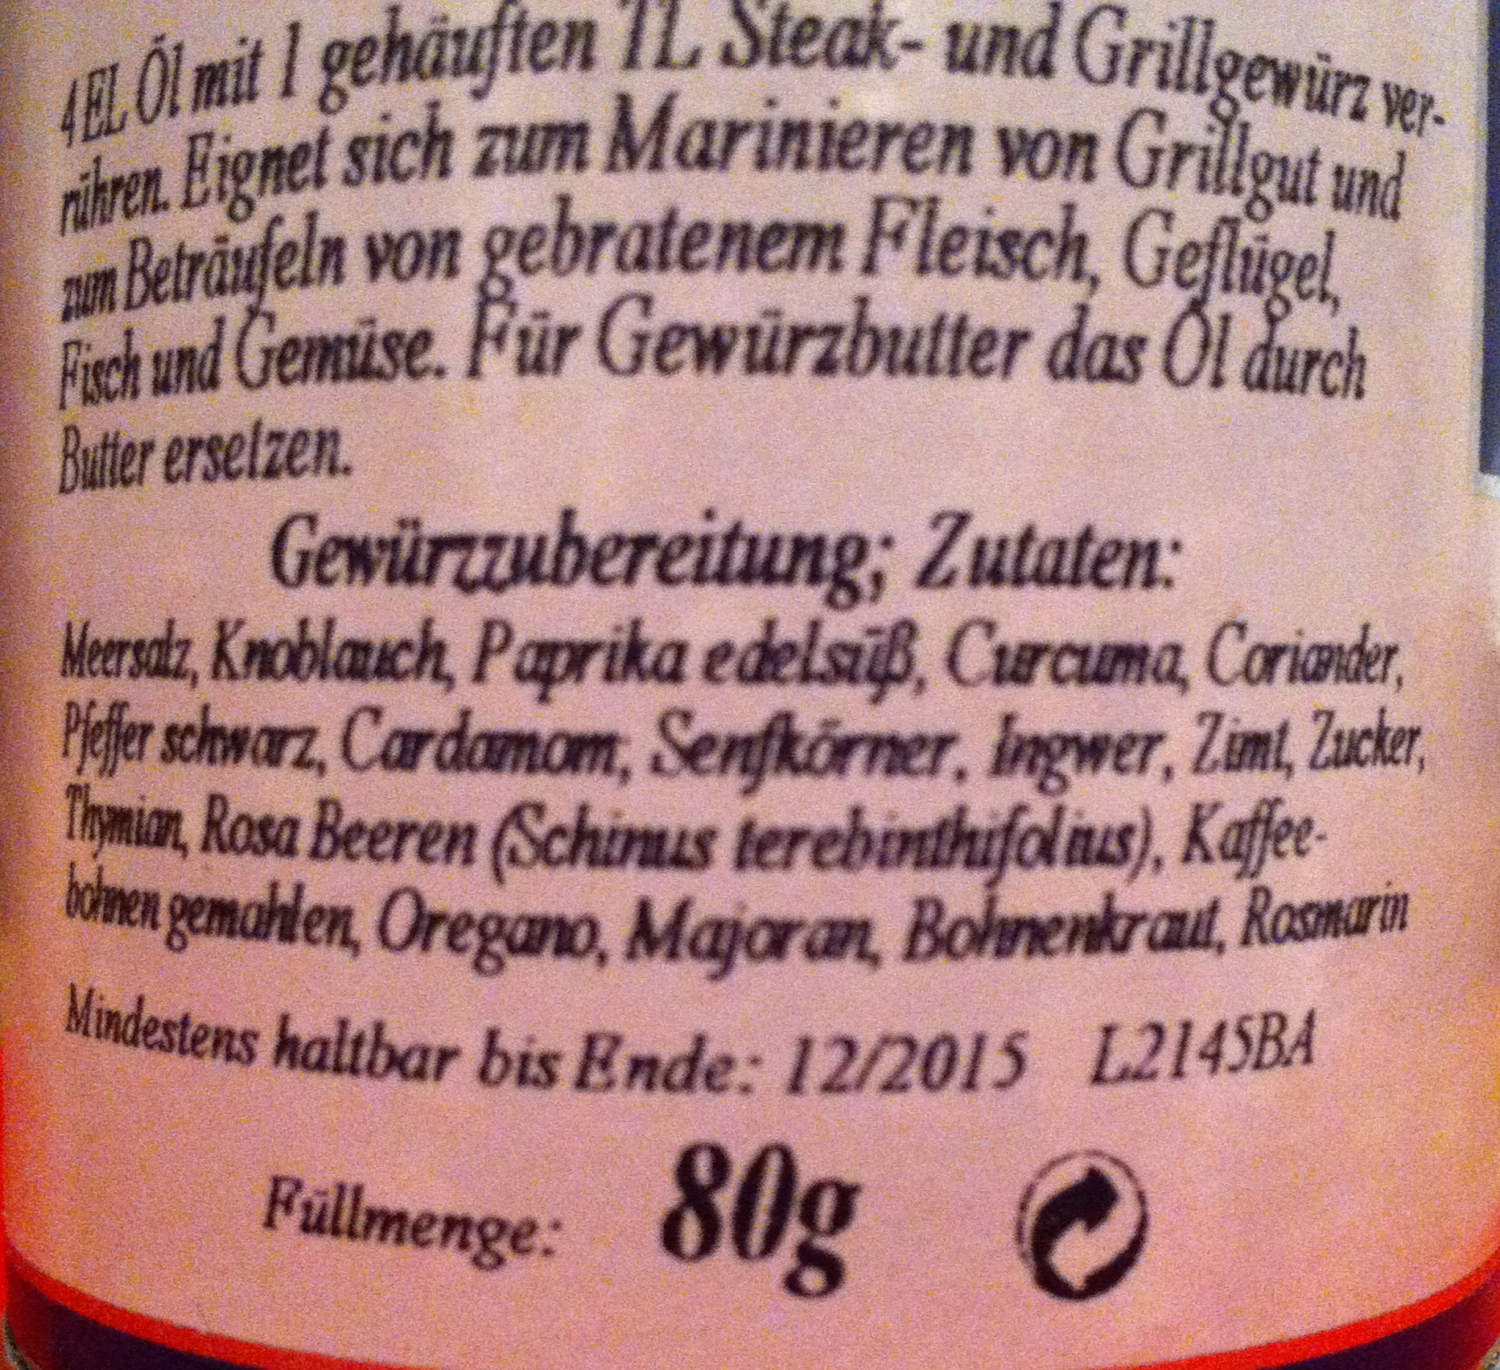 4 EL Öl mit 1 gehäuften TL Steak- und Grillgewürz ver-
rühren. Eignet sich zum Marinieren von Grillgut und
zum Beträufeln von gebratenem Fleisch, Geflügel,
Fisch und Gemüse. Für Gewürzbutter das Öl durch
Butter ersetzen.
Gewürzzubereitung; Zutaten:
Meersalz, Knoblauch, Paprika edelsüß, Curcuma, Coriander,
Pfeffer schwarz, Cardamom, Senfkörner, Ingwer, Zimt, Zucker,
Thymian, Rosa Beeren (Schinus terebinthifolius), Kaffee-
bohnen gemahlen, Oregano, Majoran, Bohnenkraut, Rosmarin
Mindestens haltbar bis Ende: 12/2015 L2145BA
Füllmenge: 80g